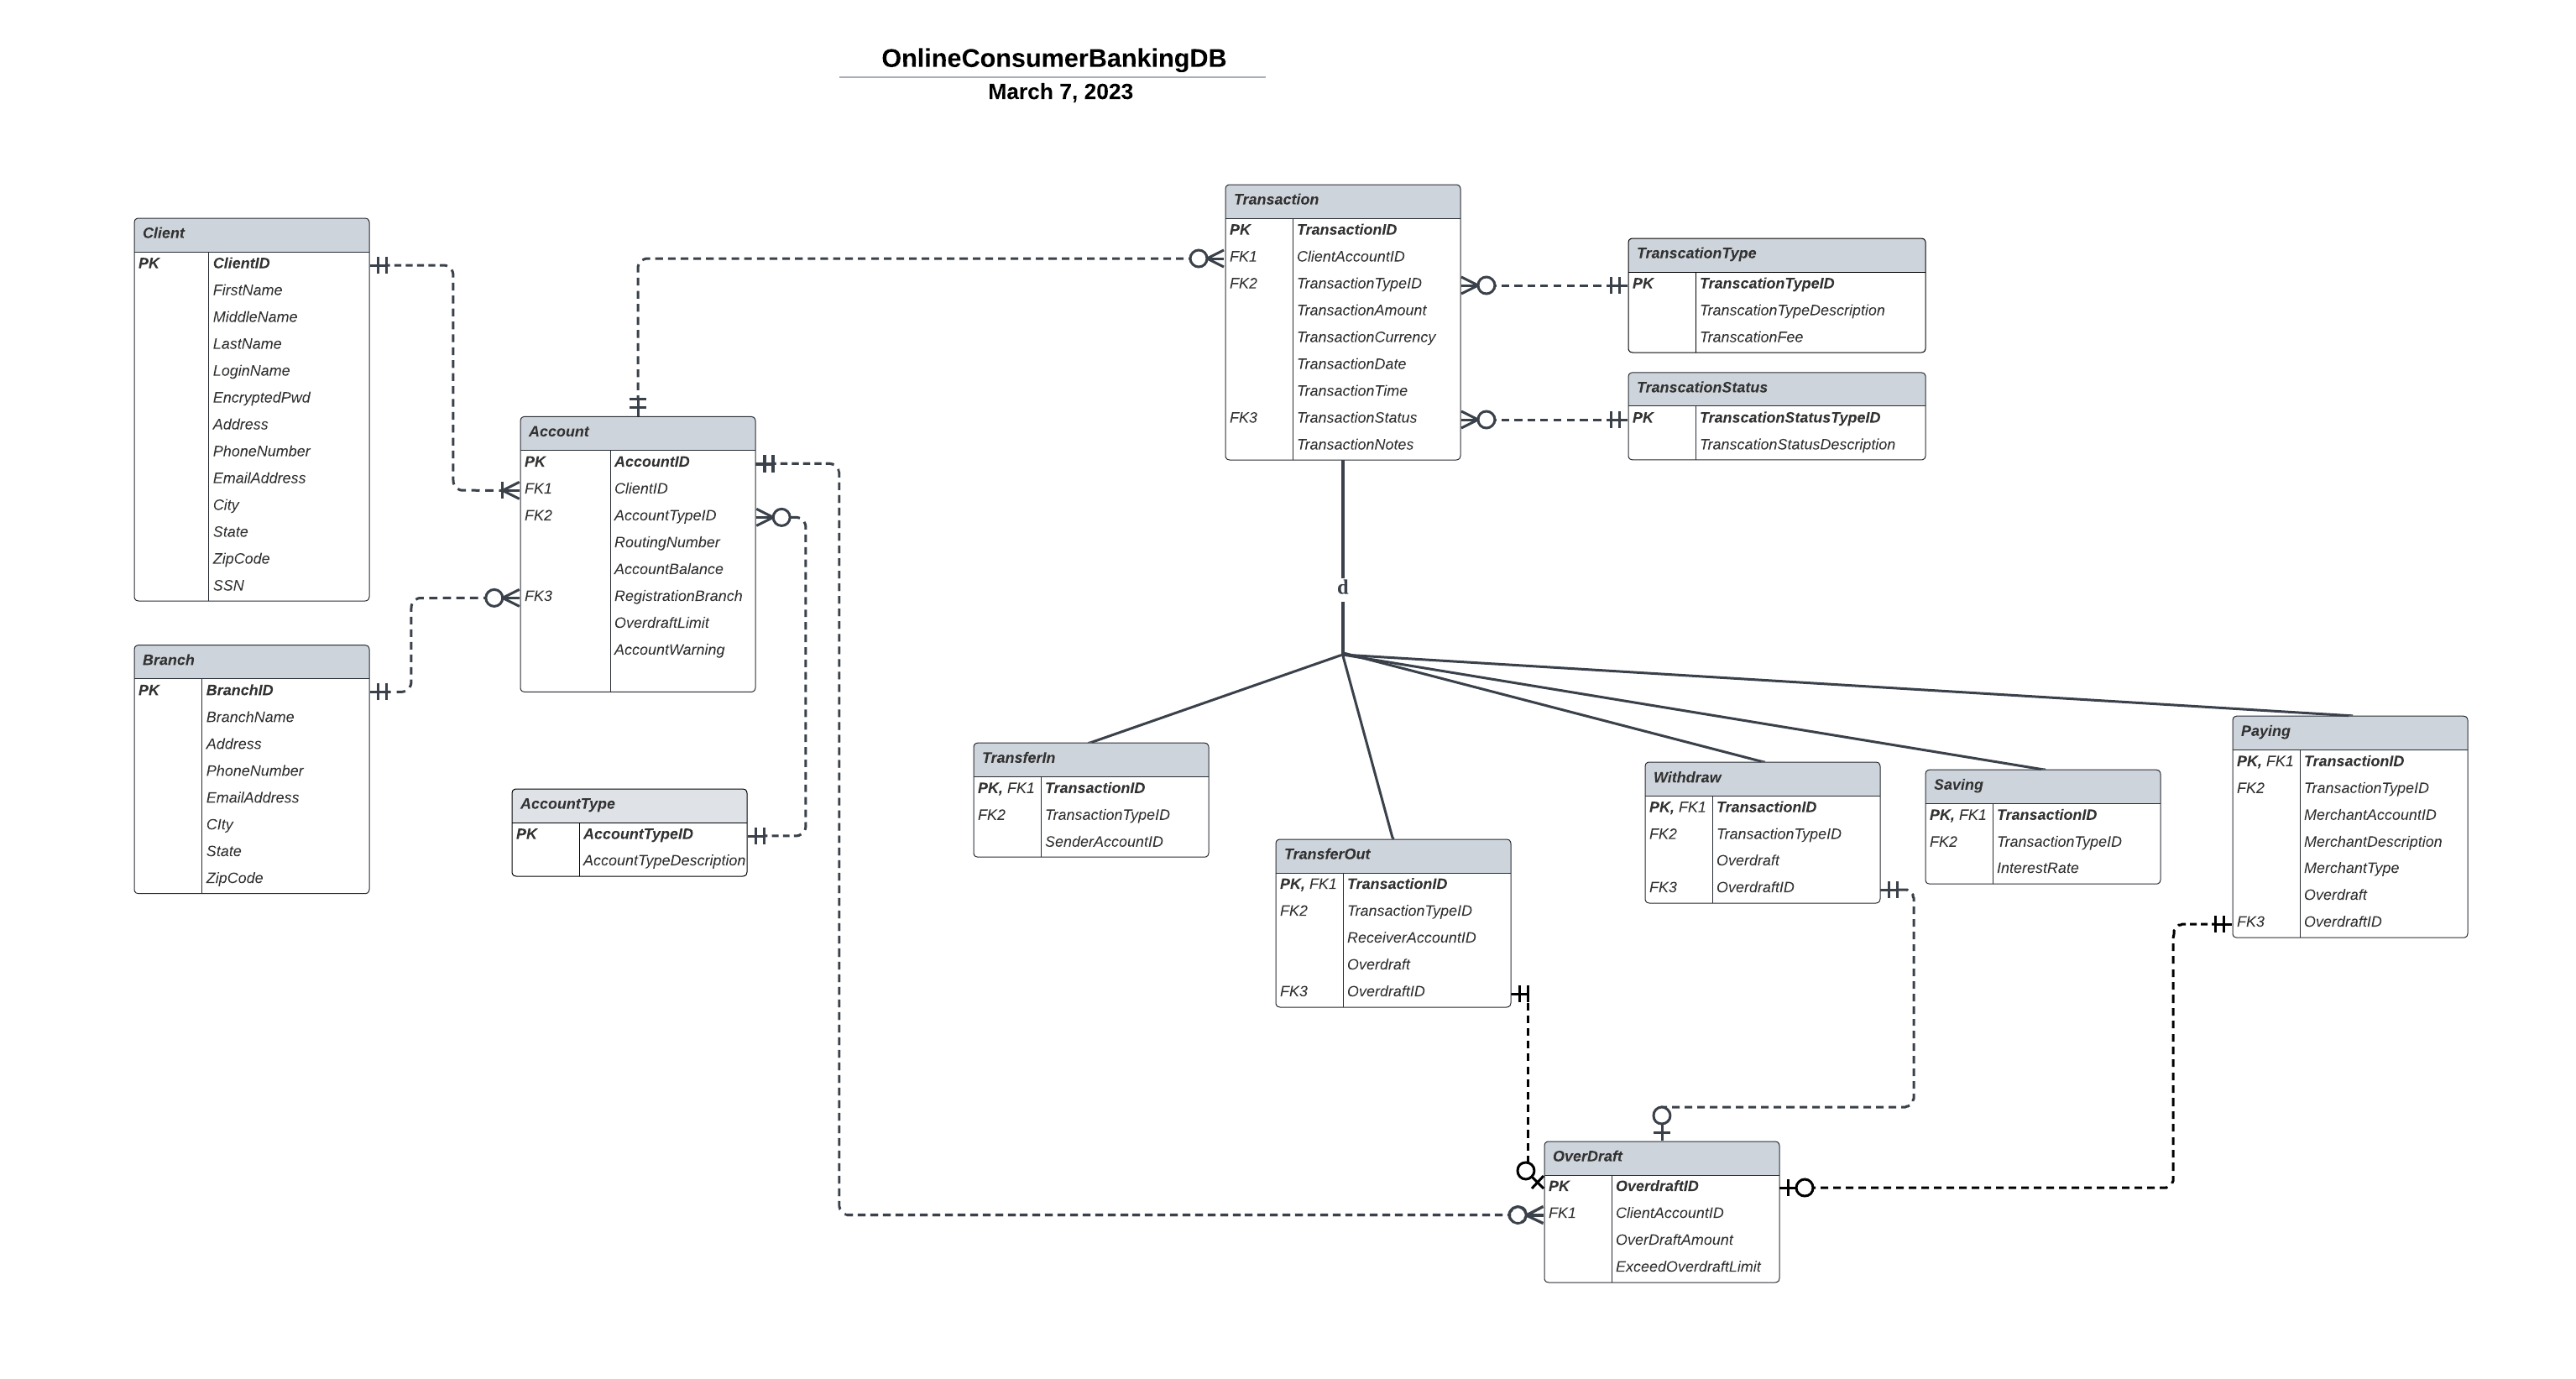 OnlineConsumerBankingDB
March 7, 2023
Client
PK ClientID
FirstName
MiddleName
LastName
LoginName
EncryptedPwd
Address
PhoneNumber
EmailAddress
City
State
ZipCode
SSN
Branch
PK BranchID
BranchName
Address
PhoneNumber
EmailAddress
CIty
State
ZipCode
Account
PK AccountID
FK1 ClientID
FK2 AccountTypeID
RoutingNumber
AccountBalance
FK3 RegistrationBranch
OverdraftLimit
AccountWarning
AccountType
PK AccountTypeID
AccountTypeDescription
Transaction
PK TransactionID
FK1 ClientAccountID
FK2 TransactionTypeID
TransactionAmount
TransactionCurrency
TransactionDate
TransactionTime
FK3 TransactionStatus
TransactionNotes
TranscationType
PK TranscationTypeID
TranscationTypeDescription
TranscationFee
TranscationStatus
PK TranscationStatusTypeID
TranscationStatusDescription
d
TransferIn
PK, FK1 TransactionID
FK2 TransactionTypeID
SenderAccountID
TransferOut
PK, FK1 TransactionID
FK2 TransactionTypeID
ReceiverAccountID
Overdraft
FK3 OverdraftID
Withdraw
PK, FK1 TransactionID
FK2 TransactionTypeID
Overdraft
FK3 OverdraftID
Saving
PK, FK1 TransactionID
FK2 TransactionTypeID
InterestRate
Paying
PK, FK1 TransactionID
FK2 TransactionTypeID
MerchantAccountID
MerchantDescription
MerchantType
Overdraft
FK3 OverdraftID
OverDraft
PK OverdraftID
FK1 ClientAccountID
OverDraftAmount
ExceedOverdraftLimit